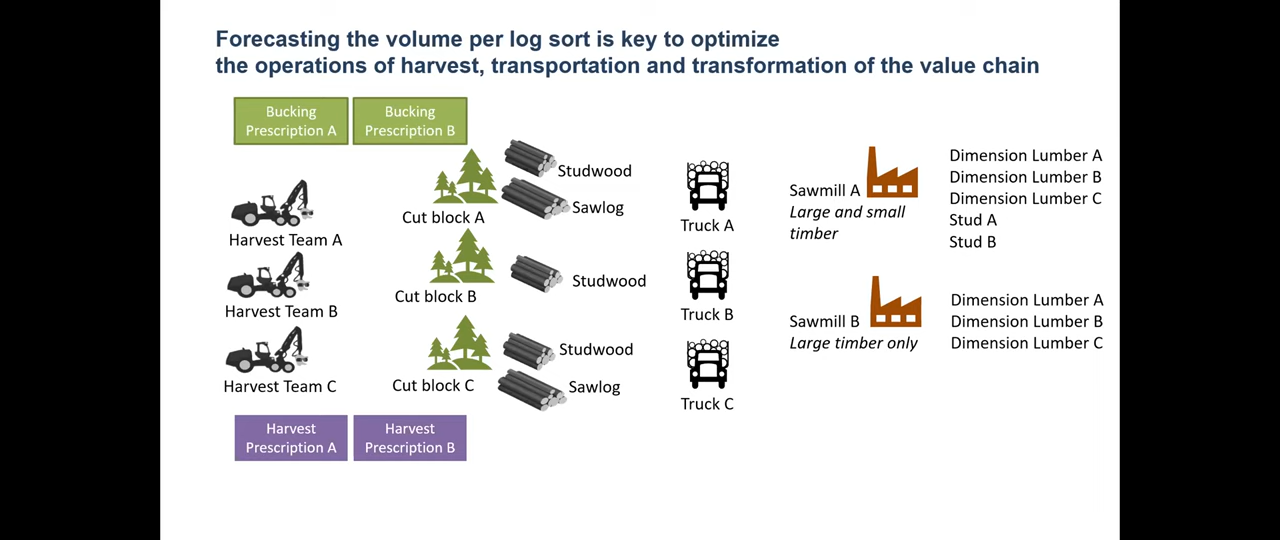 Forecasting the volume per log sort is key to optimize
the operations of harvest, transportation and transformation of the value chain
Bucking
Prescription A
Bucking
Prescription B
Harvest Team A
Harvest Team B
Harvest Team C
Cut block A
Studwood
Sawlog
Cut block B
Studwood
Cut block C
Studwood
Sawlog
Truck A
Truck B
Truck C
Sawmill A
Large and small
timber
Dimension Lumber A
Dimension Lumber B
Dimension Lumber C
Stud A
Stud B
Sawmill B
Large timber only
Dimension Lumber A
Dimension Lumber B
Dimension Lumber C
Harvest
Prescription A
Harvest
Prescription B